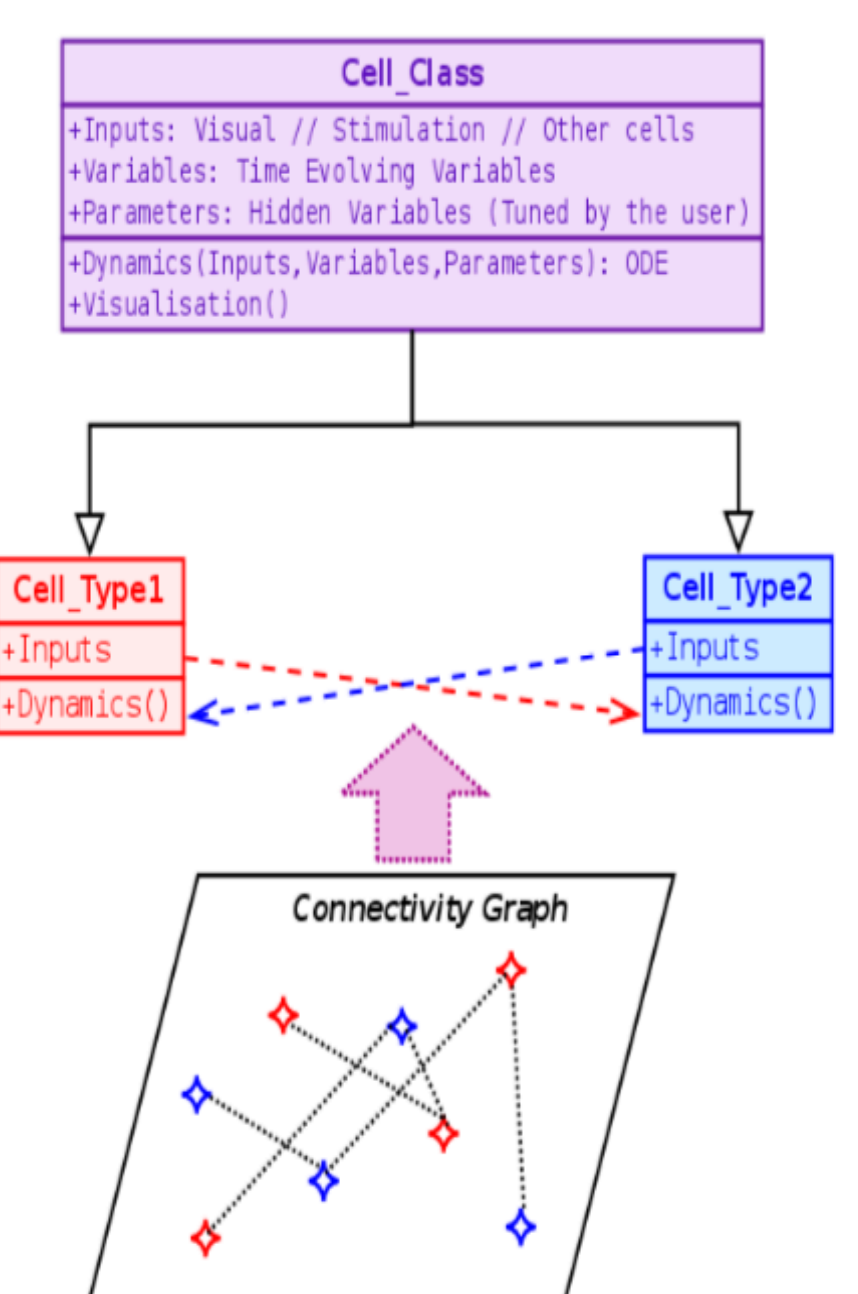 Cell_Class
+Inputs: Visual // Stimulation // Other cells
+Variables: Time Evolving Variables
+Parameters: Hidden Variables (Tuned by the user)
+Dynamics(Inputs,Variables,Parameters): ODE
+Visualisation()
Cell_Type1
+Inputs
+Dynamics()
Cell_Type2
+Inputs
+Dynamics()
Connectivity Graph